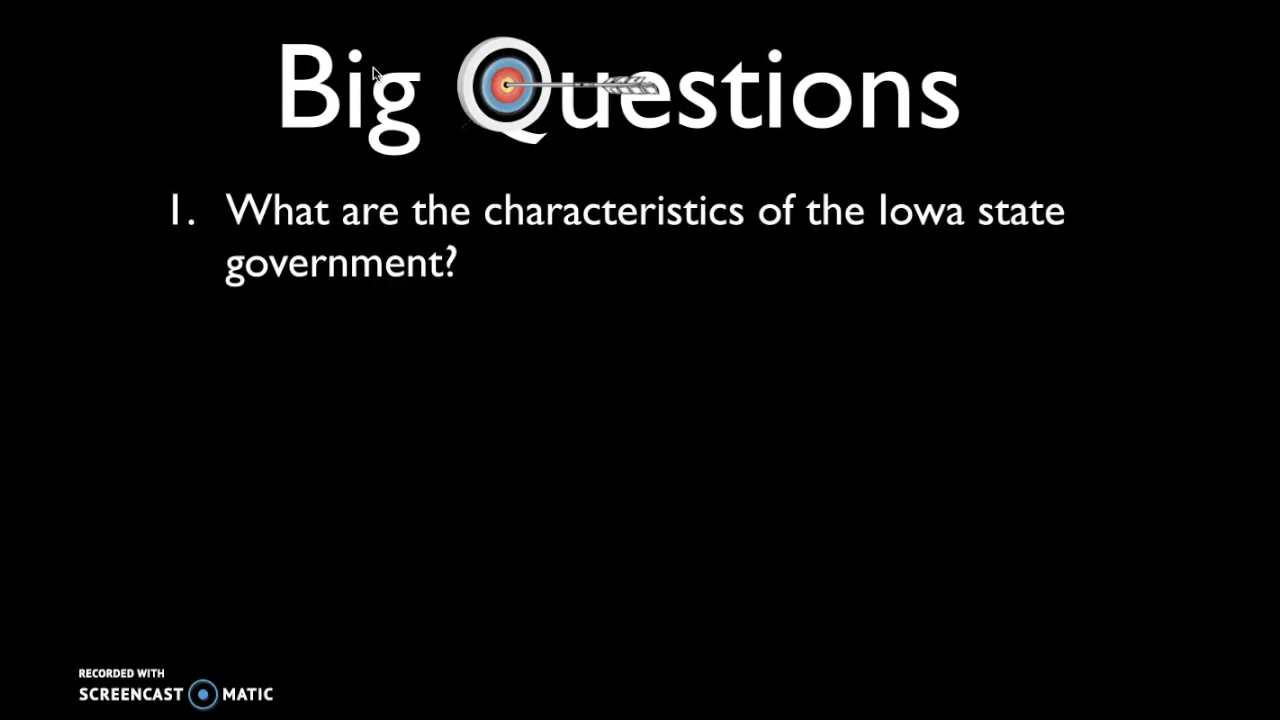 Big Questions
1. What are the characteristics of the Iowa state
government?
RECORDED WITH
SCREENCAST MATIC